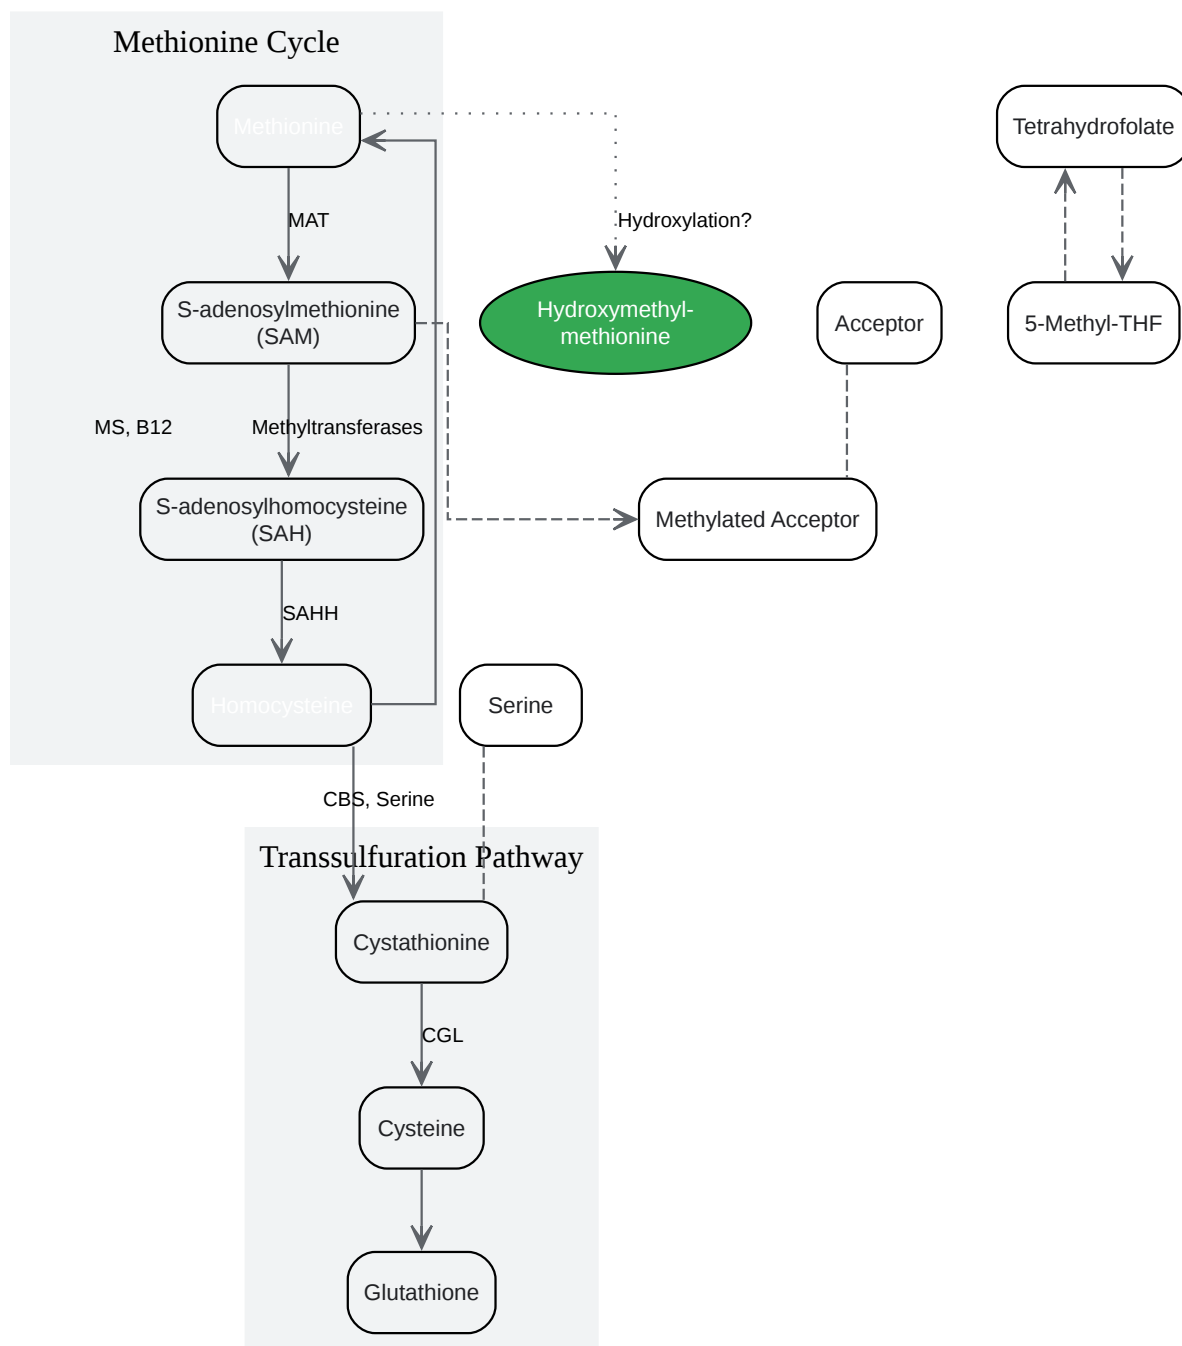 Methionine Cycle
Methionine
Tetrahydrofolate
MAT
Hydroxylation?
S-adenosylmethionine
(SAM)
Hydroxymethyl-
methionine
Acceptor
5-Methyl-THF
MS, B12
Methyltransferases
S-adenosylhomocysteine
(SAH)
Methylated Acceptor
SAHH
Homocysteine
Serine
CBS, Serine
Transsulfuration Pathway
Cystathionine
CGL
Cysteine
Glutathione